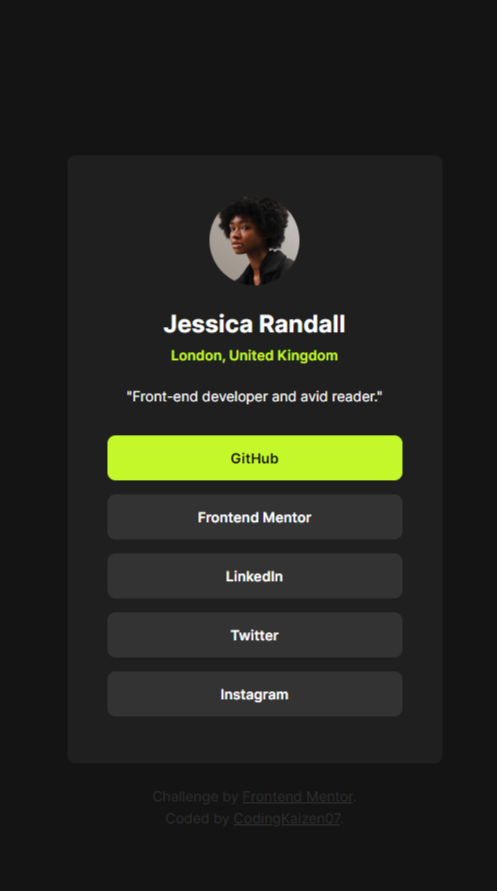 Jessica Randall
London, United Kingdom
"Front-end developer and avid reader."
GitHub
Frontend Mentor
LinkedIn
Twitter
Instagram
Challenge by Frontend Mentor.
Coded by CodingKaizen07.